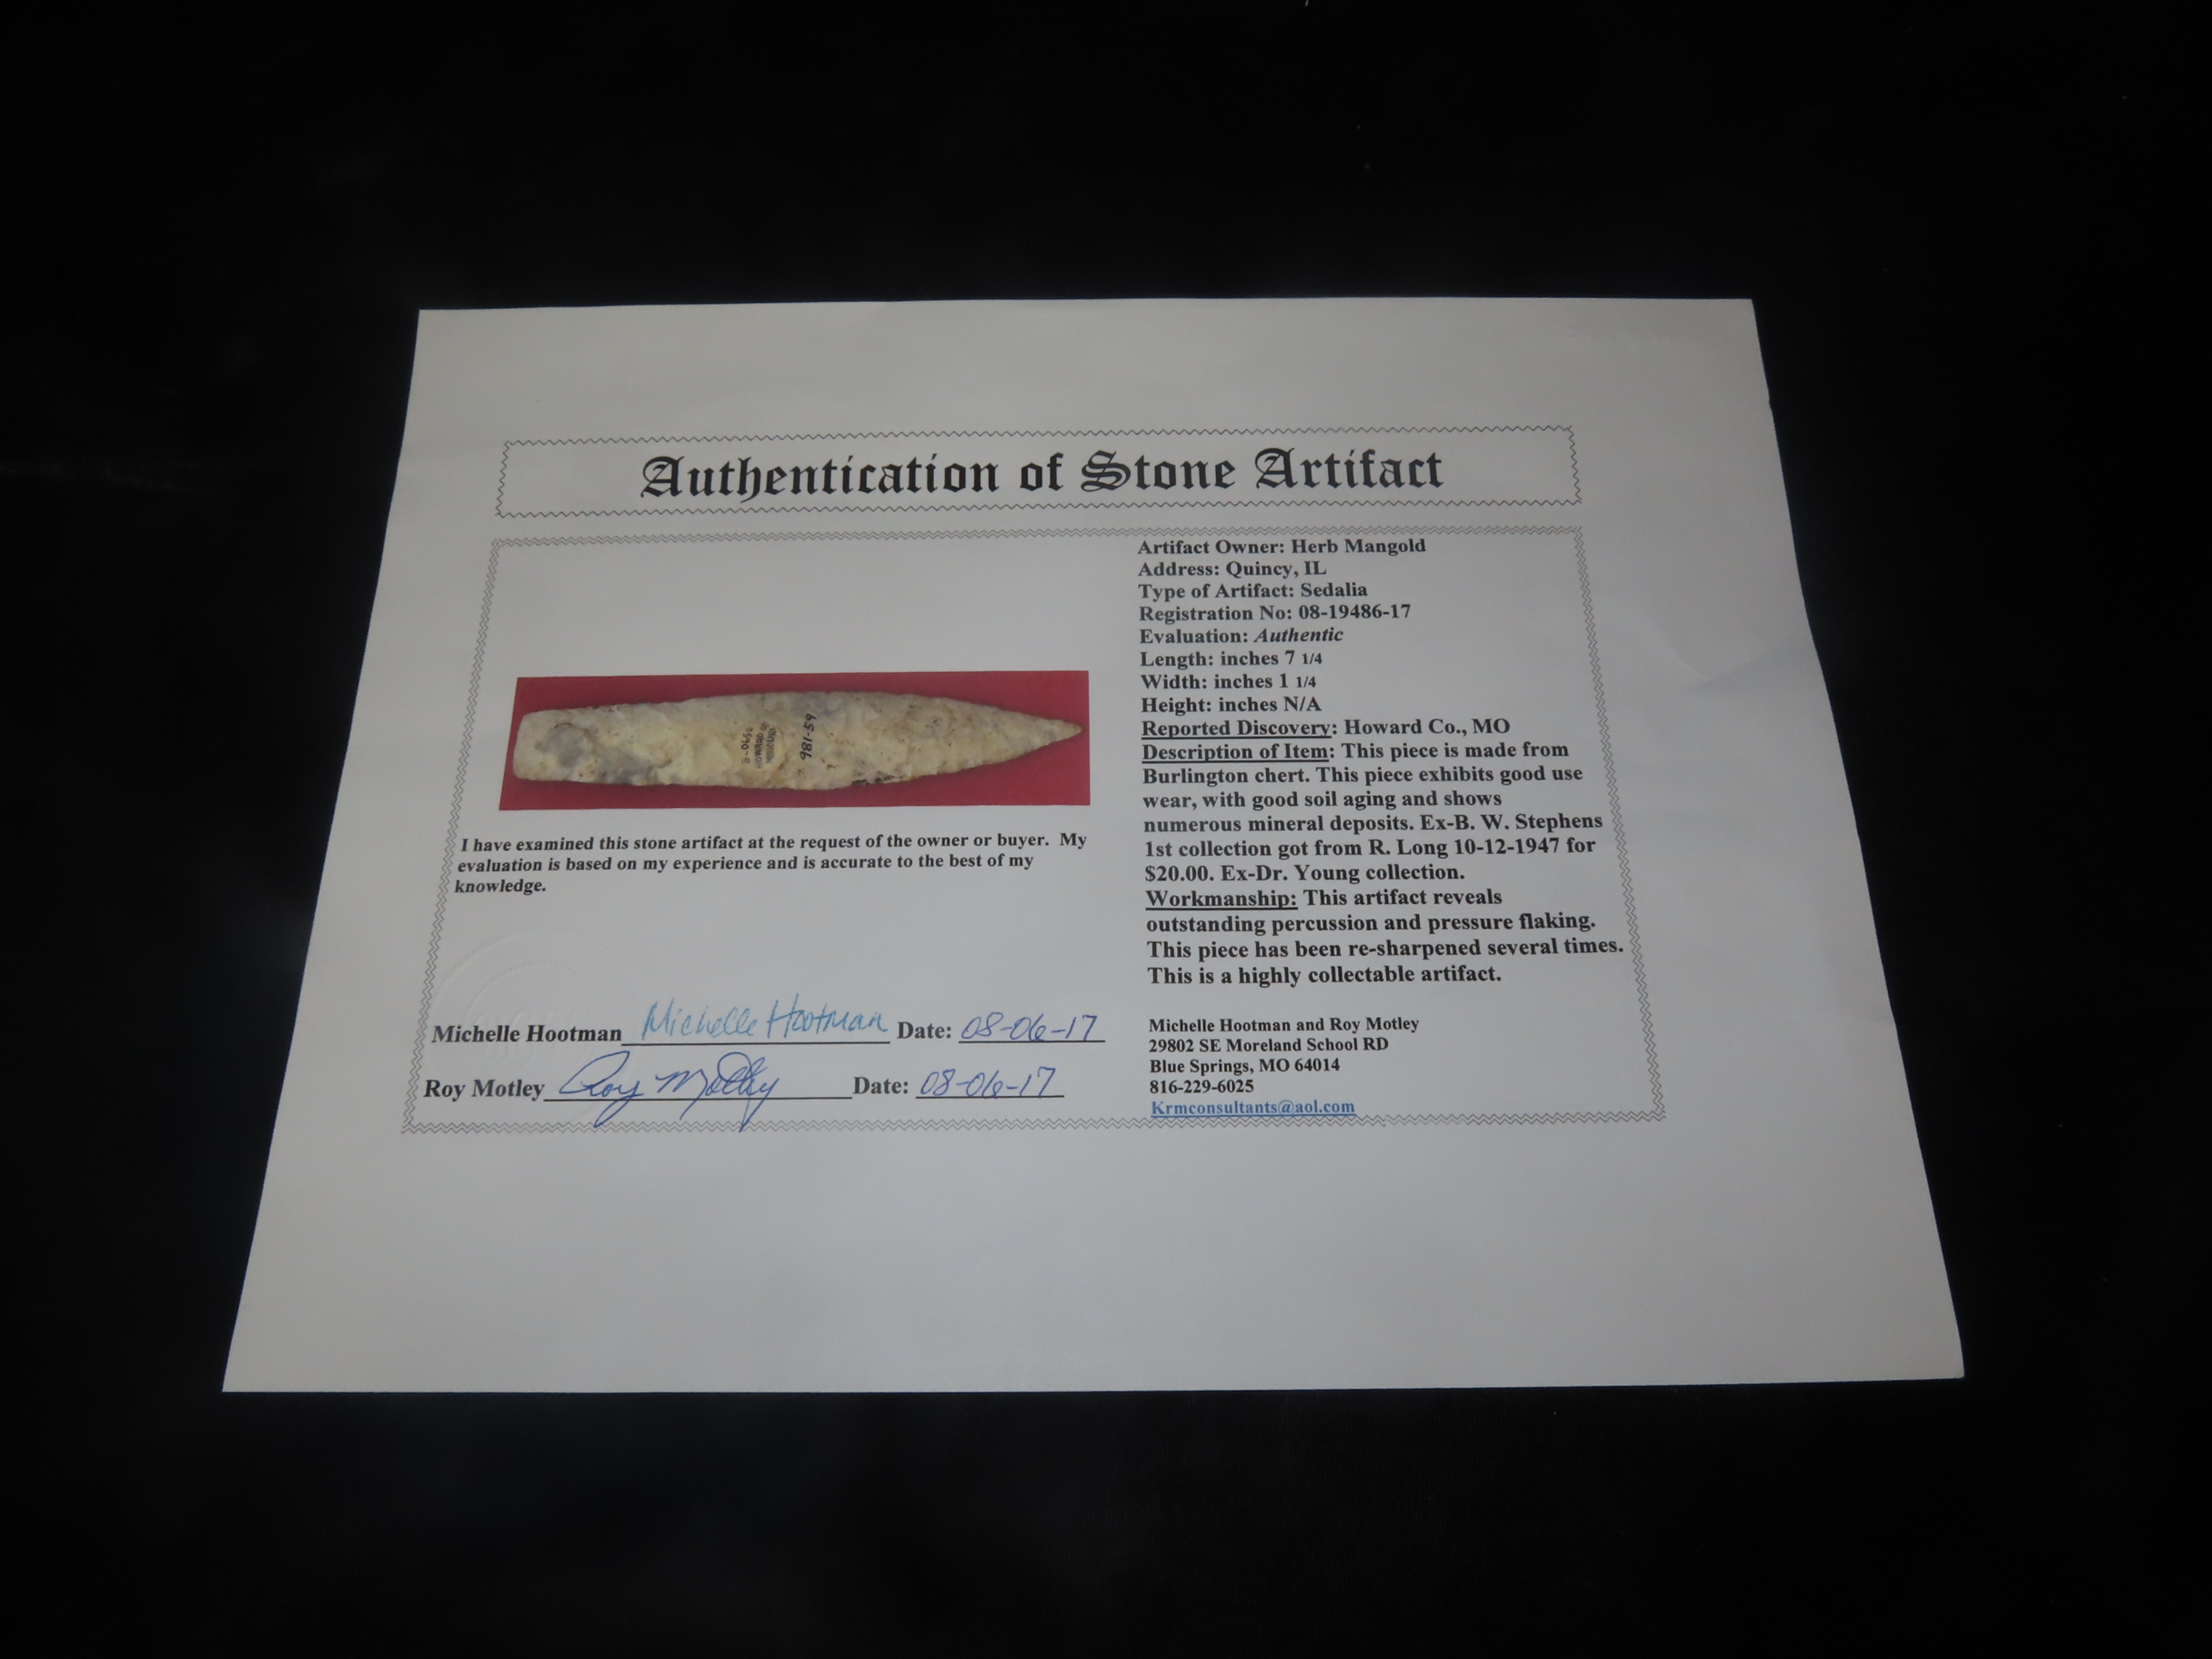 Authentication of Stone Artifact
Artifact Owner: Herb Mangold
Address: Quincy, IL
Type of Artifact: Sedalia
Registration No: 08-19486-17
Evaluation: Authentic
Length: inches 7 1/4
Width: inches 1 1/4
Height: inches N/A
Reported Discovery: Howard Co., MO
Description of Item: This piece is made from
Burlington chert. This piece exhibits good use
wear, with good soil aging and shows
numerous mineral deposits. Ex-B. W. Stephens
1st collection got from R. Long 10-12-1947 for
$20.00. Ex-Dr. Young collection.
Workmanship: This artifact reveals
outstanding percussion and pressure flaking.
This piece has been re-sharpened several times.
This is a highly collectable artifact.
981-59
I have examined this stone artifact at the request of the owner or buyer. My
evaluation is based on my experience and is accurate to the best of my
knowledge.
Michelle Hootman Michelle Hootman Date: 08-06-17
Roy Motley Roy Motley Date: 08-06-17
Michelle Hootman and Roy Motley
29802 SE Moreland School RD
Blue Springs, MO 64014
816-229-6025
Krmconsultants@aol.com